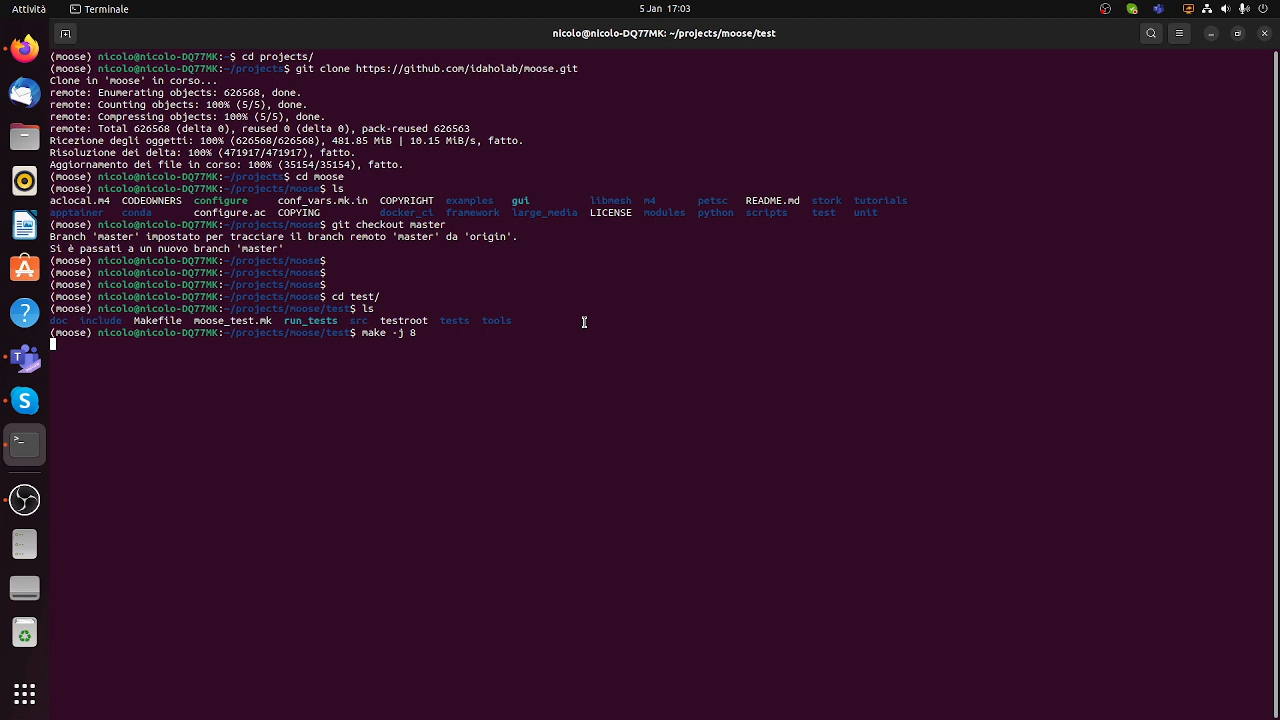 Attività
Terminale
5 Jan 17:03
nicolo@nicolo-DQ77MK: ~/projects/moose/test
(moose) nicolo@nicolo-DQ77MK:~$ cd projects/
(moose) nicolo@nicolo-DQ77MK:~/projects$ git clone https://github.com/idaholab/moose.git
Clone in 'moose' in corso...
remote: Enumerating objects: 626568, done.
remote: Counting objects: 100% (5/5), done.
remote: Compressing objects: 100% (5/5), done.
remote: Total 626568 (delta 0), reused 0 (delta 0), pack-reused 626563
Ricezione degli oggetti: 100% (626568/626568), 481.85 MiB | 10.15 MiB/s, fatto.
Risoluzione dei delta: 100% (471917/471917), fatto.
Aggiornamento dei file in corso: 100% (35154/35154), fatto.
(moose) nicolo@nicolo-DQ77MK:~/projects$ cd moose
(moose) nicolo@nicolo-DQ77MK:~/projects/moose$ ls
aclocal.m4 CODEOWNERS configure conf_vars.mk.in COPYRIGHT examples gui libmesh m4 petsc README.md stork tutorials
apptainer conda configure.ac COPYING docker_ci framework large_media LICENSE modules python scripts test unit
(moose) nicolo@nicolo-DQ77MK:~/projects/moose$ git checkout master
Branch 'master' impostato per tracciare il branch remoto 'master' da 'origin'.
Si è passati a un nuovo branch 'master'
(moose) nicolo@nicolo-DQ77MK:~/projects/moose$
(moose) nicolo@nicolo-DQ77MK:~/projects/moose$
(moose) nicolo@nicolo-DQ77MK:~/projects/moose$
(moose) nicolo@nicolo-DQ77MK:~/projects/moose$ cd test/
(moose) nicolo@nicolo-DQ77MK:~/projects/moose/test$ ls
doc include Makefile moose_test.mk run_tests src testroot tests tools
(moose) nicolo@nicolo-DQ77MK:~/projects/moose/test$ make -j 8